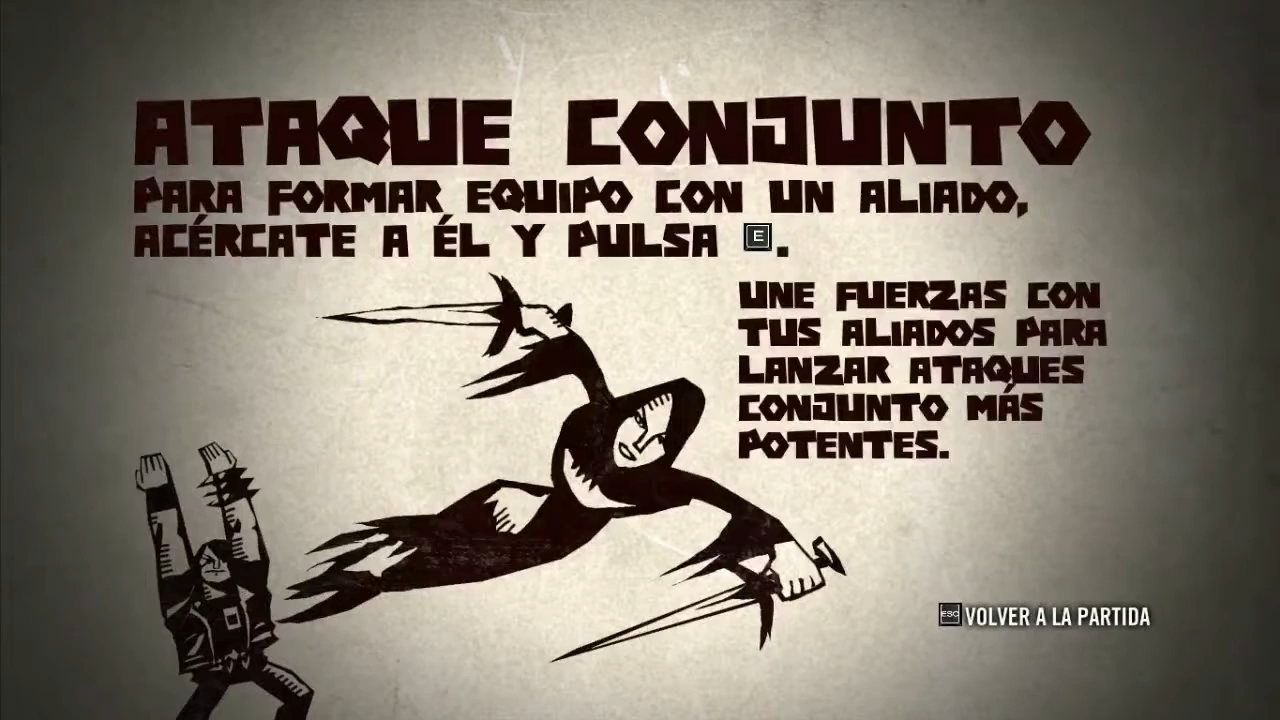 ATAQUE CONJUNTO
PARA FORMAR EQUIPO CON UN ALIADO,
ACÉRCATE A ÉL Y PULSA E.
UNE FUERZAS CON
TUS ALIADOS PARA
LANZAR ATAQUES
CONJUNTO MÁS
POTENTES.
ESC VOLVER A LA PARTIDA